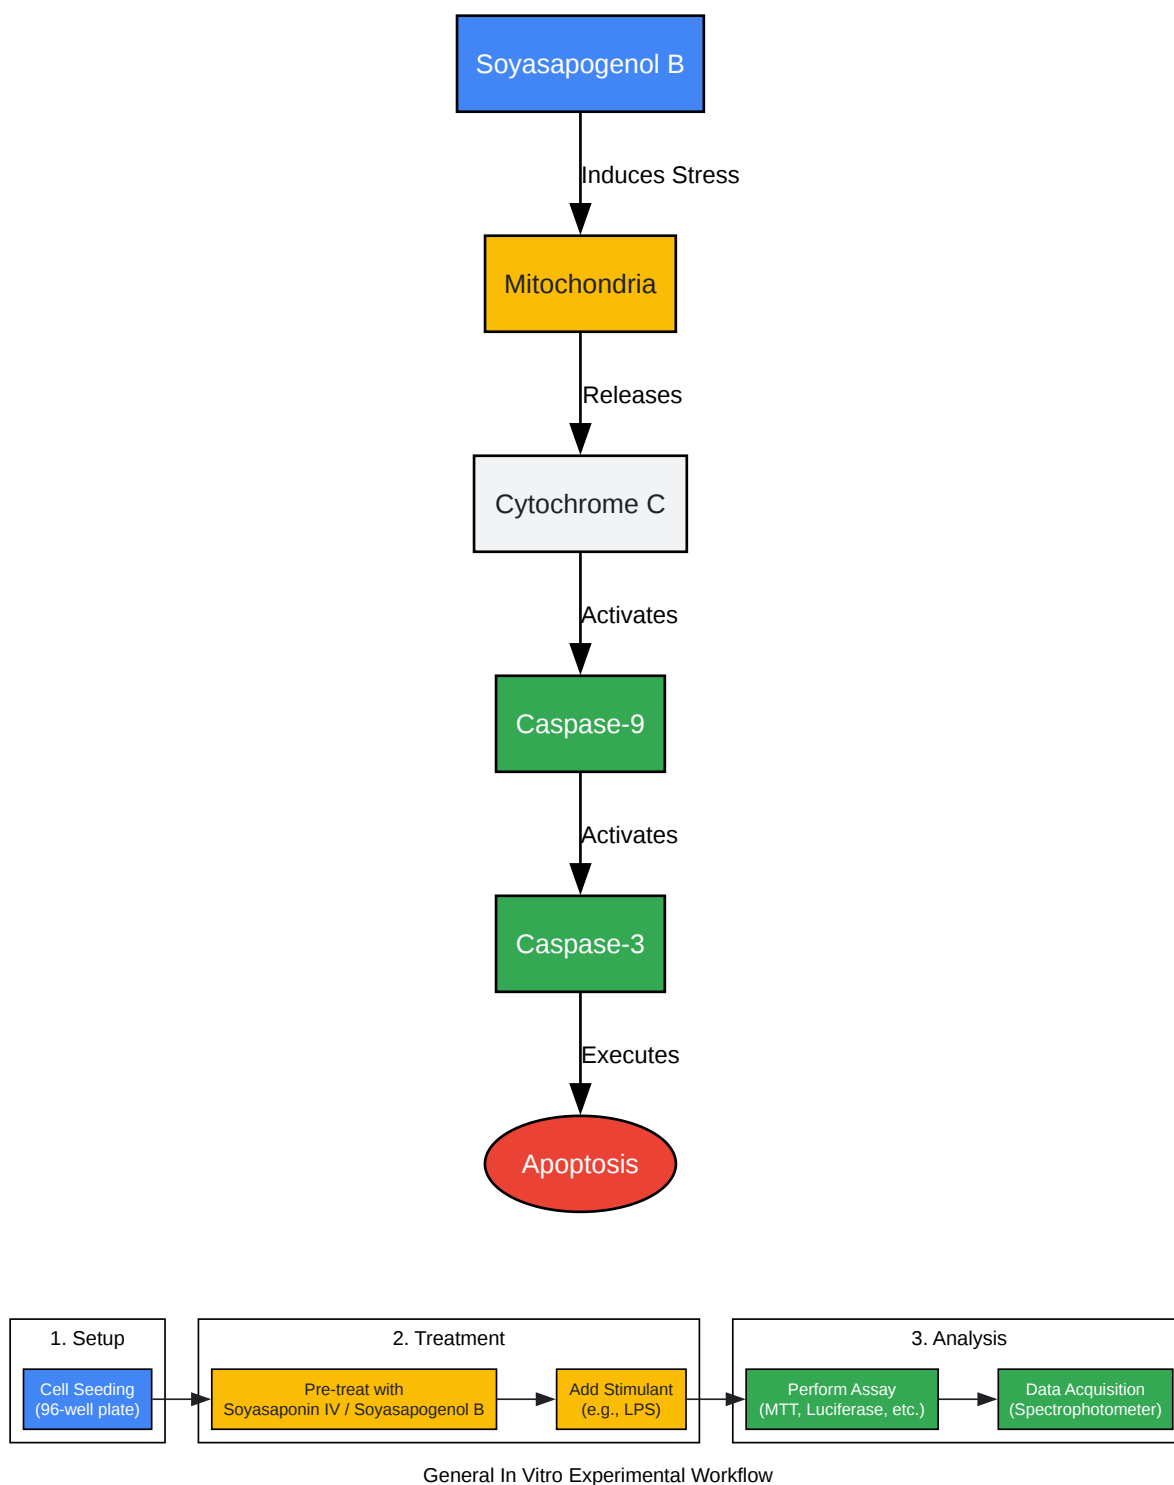 Soyasapogenol B
Induces Stress
Mitochondria
Releases
Cytochrome C
Activates
Caspase-9
Activates
Caspase-3
Executes
Apoptosis
1. Setup
Cell Seeding
(96-well plate)
2. Treatment
Pre-treat with
Soyasaponin IV / Soyasapogenol B
Add Stimulant
(e.g., LPS)
3. Analysis
Perform Assay
(MTT, Luciferase, etc.)
Data Acquisition
(Spectrophotometer)
General In Vitro Experimental Workflow